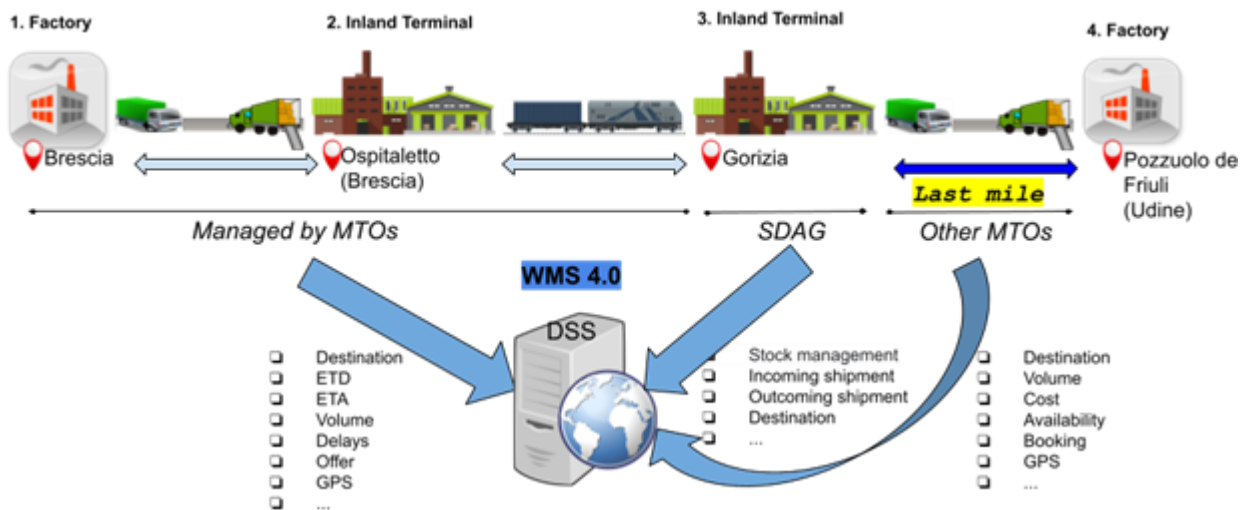 1. Factory
2. Inland Terminal
3. Inland Terminal
4. Factory
Brescia
Ospitaletto
(Brescia)
Gorizia
Pozzuolo de
Friuli
(Udine)
Last mile
Managed by MTOs
SDAG
Other MTOs
WMS 4.0
DSS
Destination
ETD
ETA
Volume
Delays
Offer
GPS
...
Stock management
Incoming shipment
Outcoming shipment
Destination
...
Destination
Volume
Cost
Availability
Booking
GPS
...